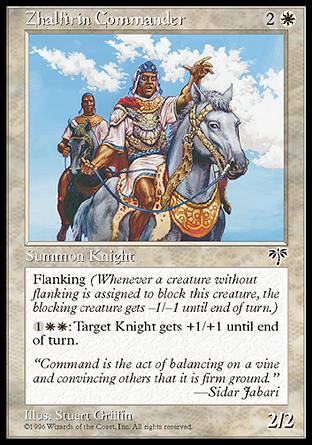 Zhalfirin Commander 2
Summon Knight
Flanking (Whenever a creature without
flanking is assigned to block this creature, the
blocking creature gets –1/–1 until end of turn.)
1 : Target Knight gets +1/+1 until end
of turn.
“Command is the act of balancing on a vine
and convincing others that it is firm ground.”
—Sidar Jabari
Illus. Stuart Griffin
©1996 Wizards of the Coast, Inc. All rights reserved.
2/2